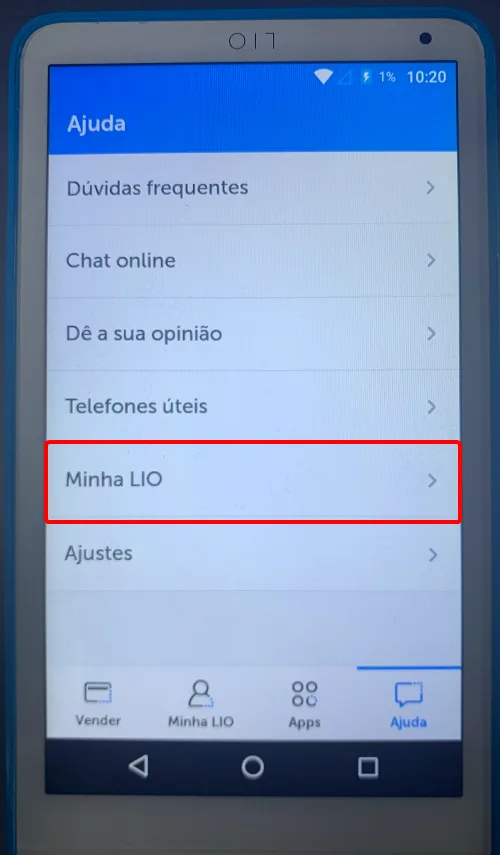 LIO
1% 10:20
Ajuda
Dúvidas frequentes
Chat online
Dê a sua opinião
Telefones úteis
Minha LIO
Ajustes
Vender Minha LIO Apps Ajuda